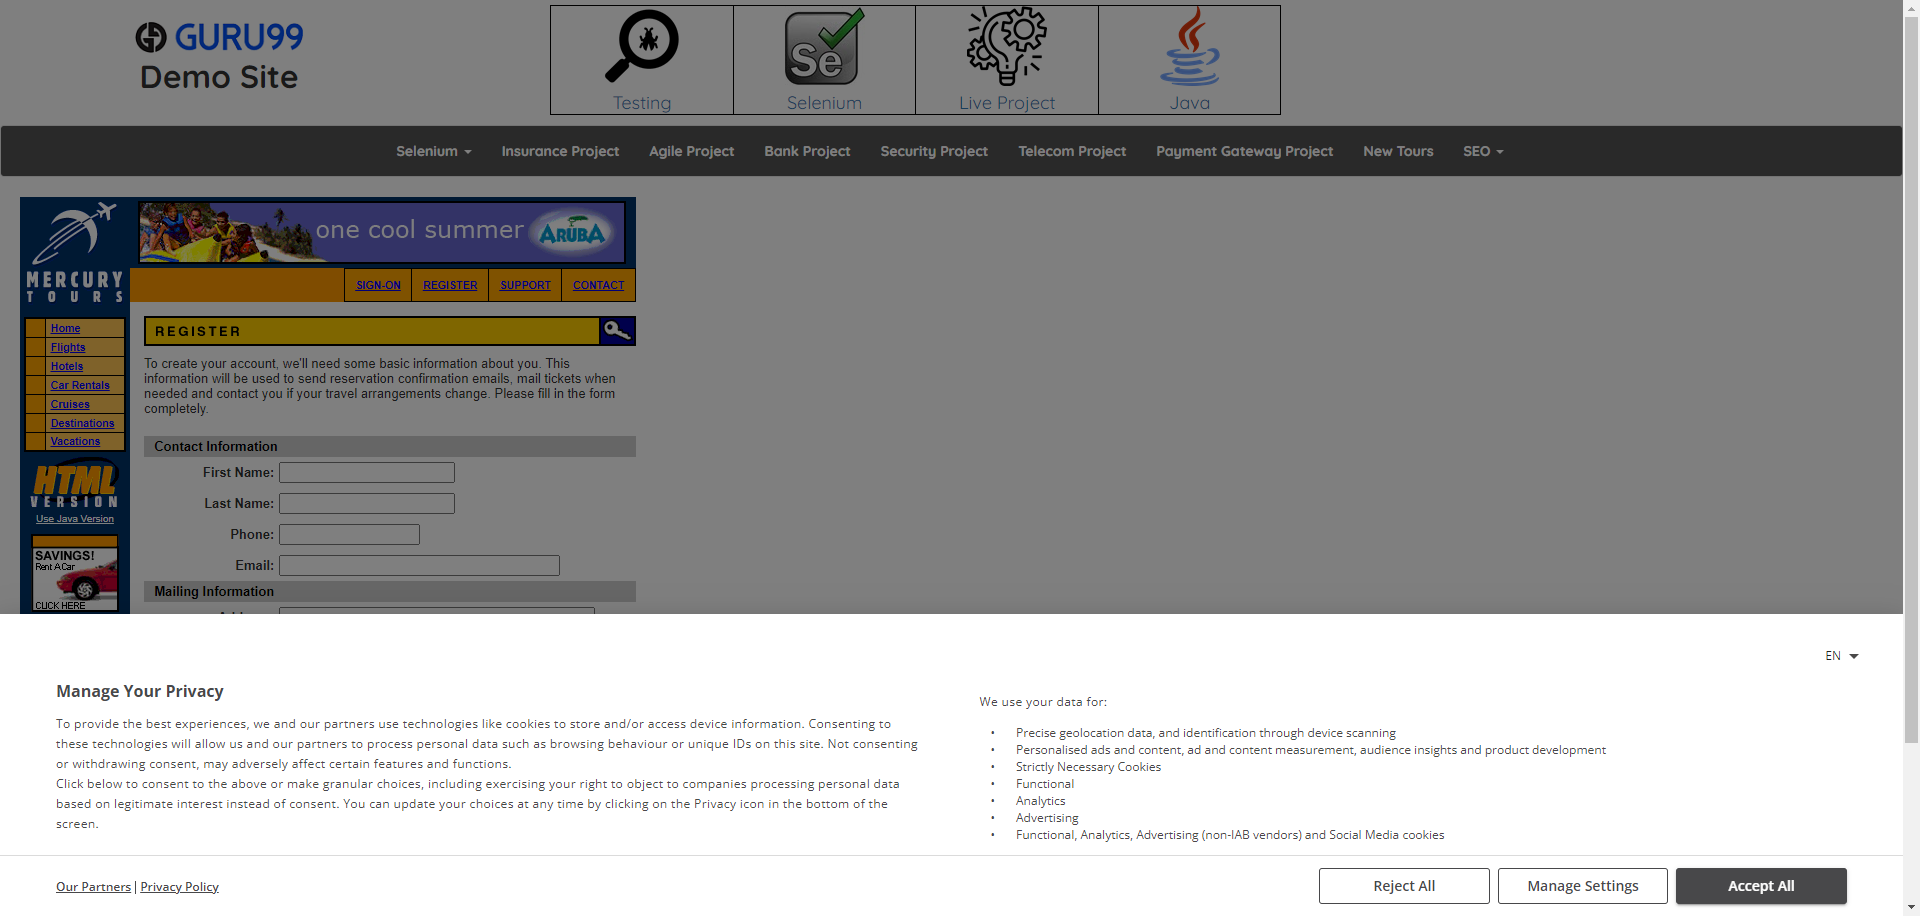 GURU99
Demo Site
Testing
Selenium
Live Project
Java
Selenium
Insurance Project
Agile Project
Bank Project
Security Project
Telecom Project
Payment Gateway Project
New Tours
SEO
one cool summer
ARUBA
MERCURY
TOURS
SIGN-ON
REGISTER
SUPPORT
CONTACT
Home
Flights
Hotels
Car Rentals
Cruises
Destinations
Vacations
HTML
VERSION
Use Java Version
SAVINGS!
Rent A Car
CLICK HERE
REGISTER
To create your account, we'll need some basic information about you. This
information will be used to send reservation confirmation emails, mail tickets when
needed and contact you if your travel arrangements change. Please fill in the form
completely.
Contact Information
First Name:
Last Name:
Phone:
Email:
Mailing Information
EN
Manage Your Privacy
To provide the best experiences, we and our partners use technologies like cookies to store and/or access device information. Consenting to
these technologies will allow us and our partners to process personal data such as browsing behaviour or unique IDs on this site. Not consenting
or withdrawing consent, may adversely affect certain features and functions.
Click below to consent to the above or make granular choices, including exercising your right to object to companies processing personal data
based on legitimate interest instead of consent. You can update your choices at any time by clicking on the Privacy icon in the bottom of the
screen.
We use your data for:
• Precise geolocation data, and identification through device scanning
• Personalised ads and content, ad and content measurement, audience insights and product development
• Strictly Necessary Cookies
• Functional
• Analytics
• Advertising
• Functional, Analytics, Advertising (non-IAB vendors) and Social Media cookies
Our Partners | Privacy Policy
Reject All
Manage Settings
Accept All